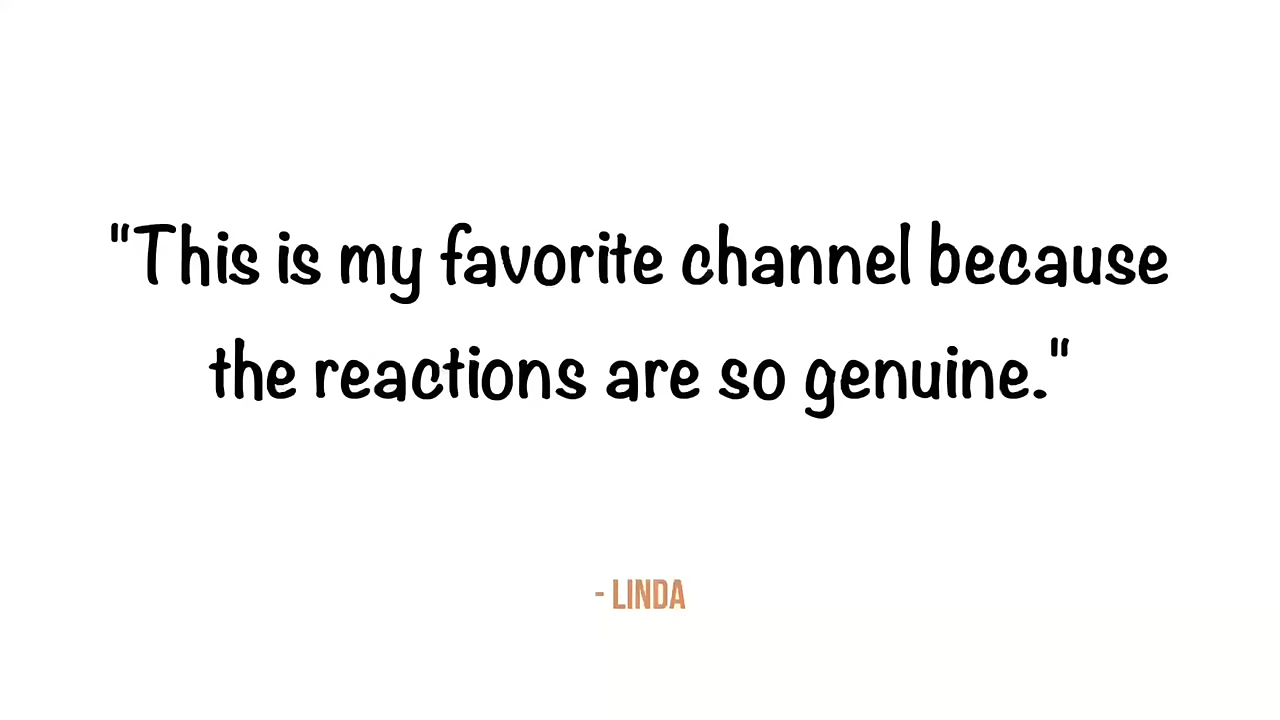 "This is my favorite channel because
the reactions are so genuine."
- LINDA